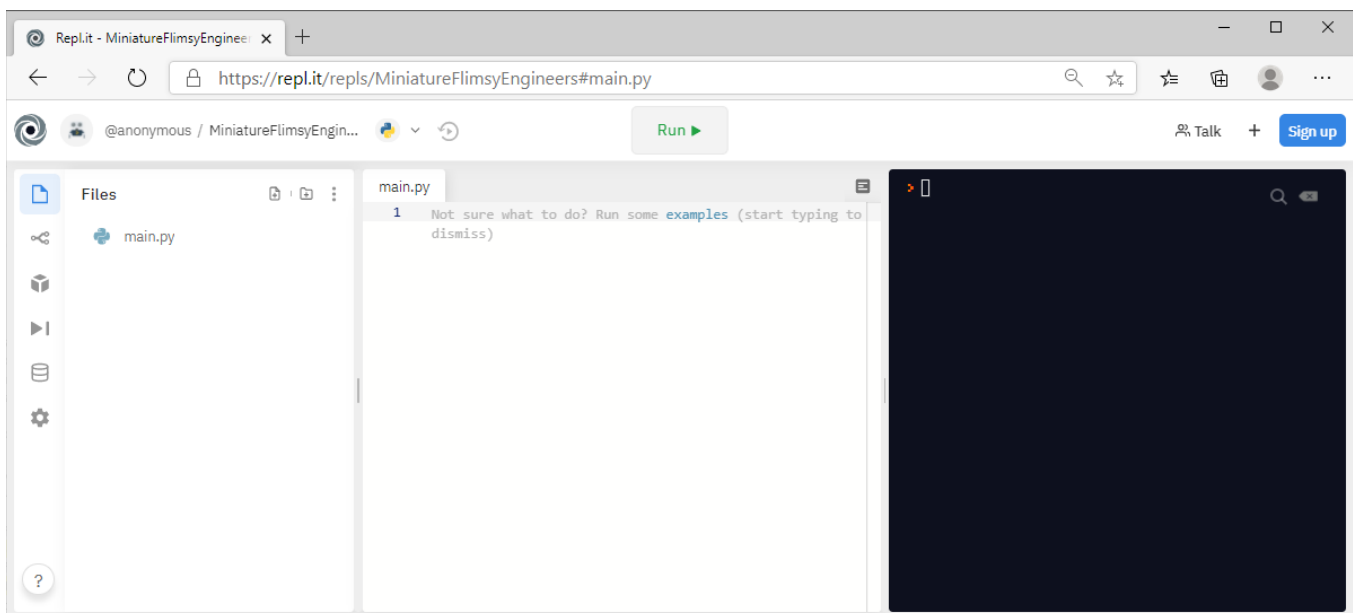 Repl.it - MiniatureFlimsyEngineer
https://repl.it/repls/MiniatureFlimsyEngineers#main.py
@anonymous / MiniatureFlimsyEngin... Run Talk + Sign up
Files main.py
1 Not sure what to do? Run some examples (start typing to
dismiss)
main.py
?